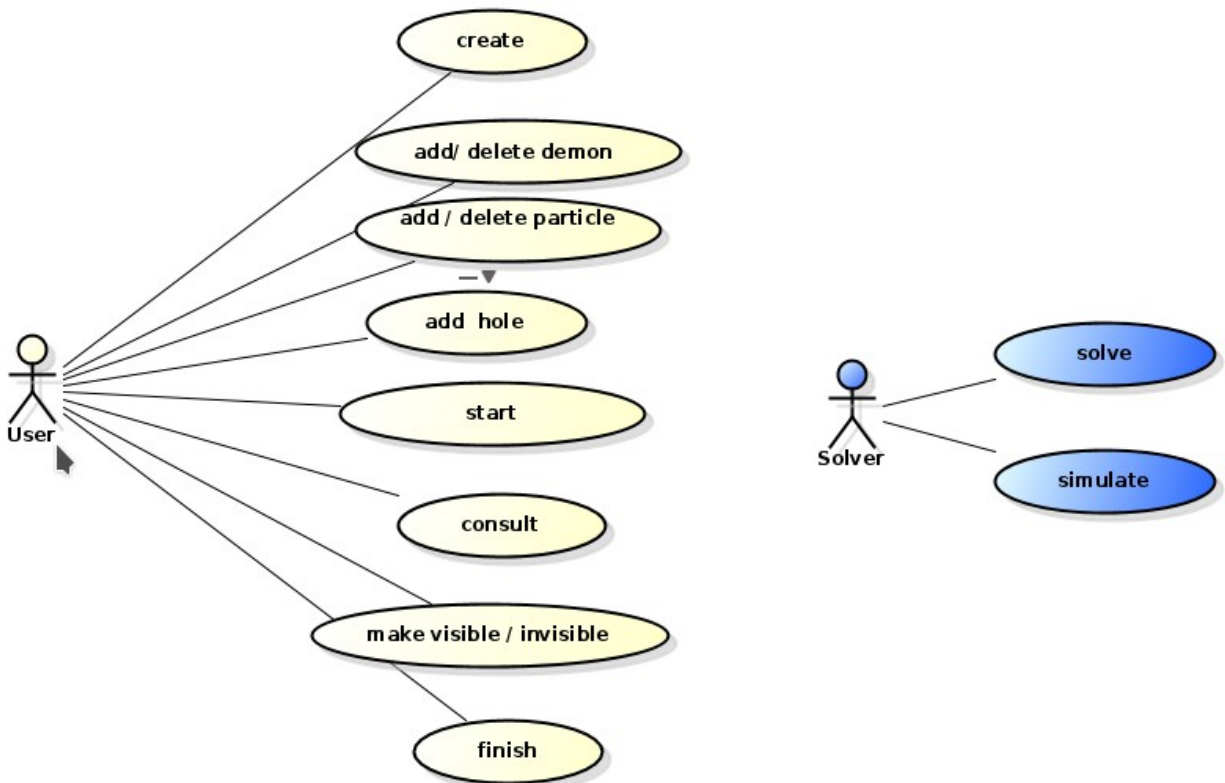 create
add/ delete demon
add / delete particle
add hole
start
consult
make visible / invisible
finish
User
solve
simulate
Solver